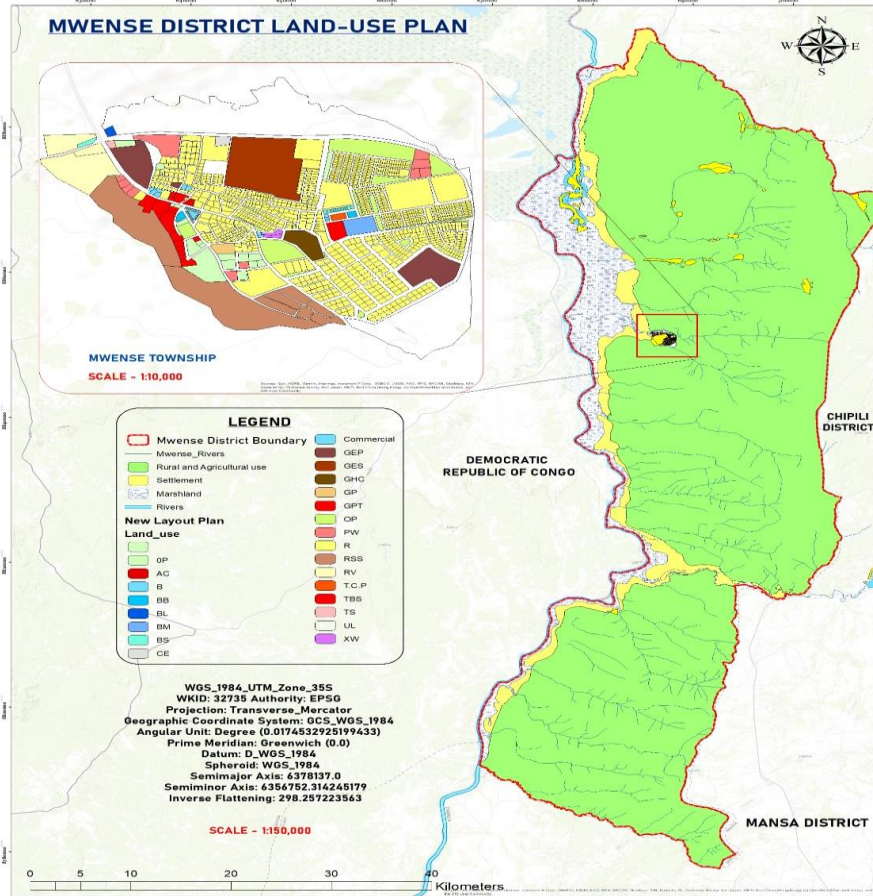 MWENSE DISTRICT LAND-USE PLAN
N
W E
S
MWENSE TOWNSHIP
SCALE - 1:10,000
CHIPILI
DISTRICT
DEMOCRATIC
REPUBLIC OF CONGO
LEGEND
Mwense District Boundary
Mwense_Rivers
Rural and Agricultural use
Settlement
Marshland
Rivers
New Layout Plan
Land_use
0P
AC
B
BB
BL
BM
BS
CE
Commercial
GEP
GES
GHC
GP
GPT
OP
PW
R
RSS
RV
T.C.P
TBS
TS
UL
XW
WGS_1984_UTM_Zone_35S
WKID: 32735 Authority: EPSG
Projection: Transverse_Mercator
Geographic Coordinate System: GCS_WGS_1984
Angular Unit: Degree (0.0174532925199433)
Prime Meridian: Greenwich (0.0)
Datum: D_WGS_1984
Spheroid: WGS_1984
Semimajor Axis: 6378137.0
Semiminor Axis: 6356752.314245179
Inverse Flattening: 298.257223563
SCALE - 1:150,000
MANSA DISTRICT
0 5 10 20 30 40
Kilometers